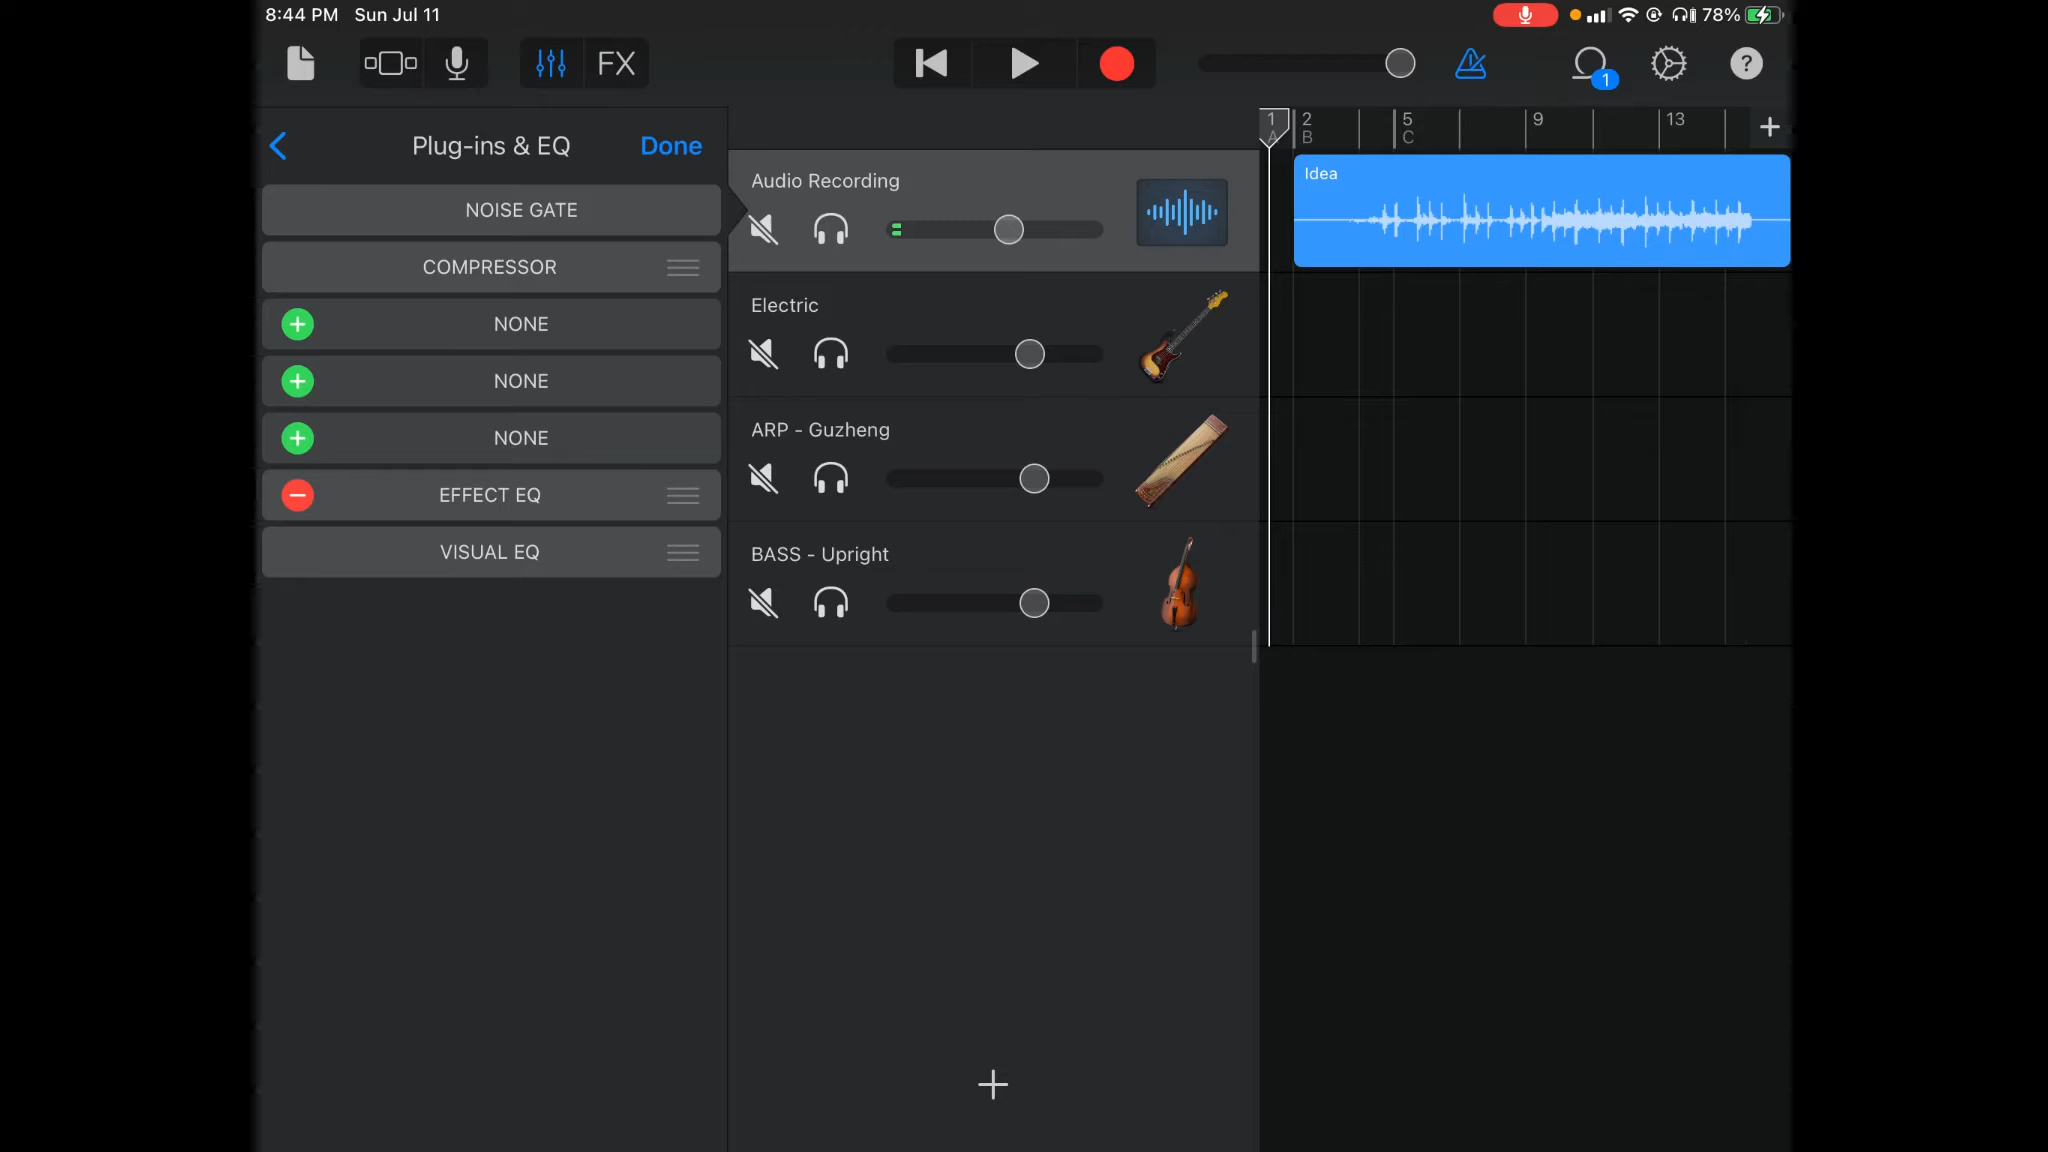 8:44 PM Sun Jul 11
78%
FX
1
Plug-ins & EQ
Done
NOISE GATE
COMPRESSOR
NONE
NONE
NONE
EFFECT EQ
VISUAL EQ
Audio Recording
Electric
ARP - Guzheng
BASS - Upright
1 2 5 9 13
A B C
Idea